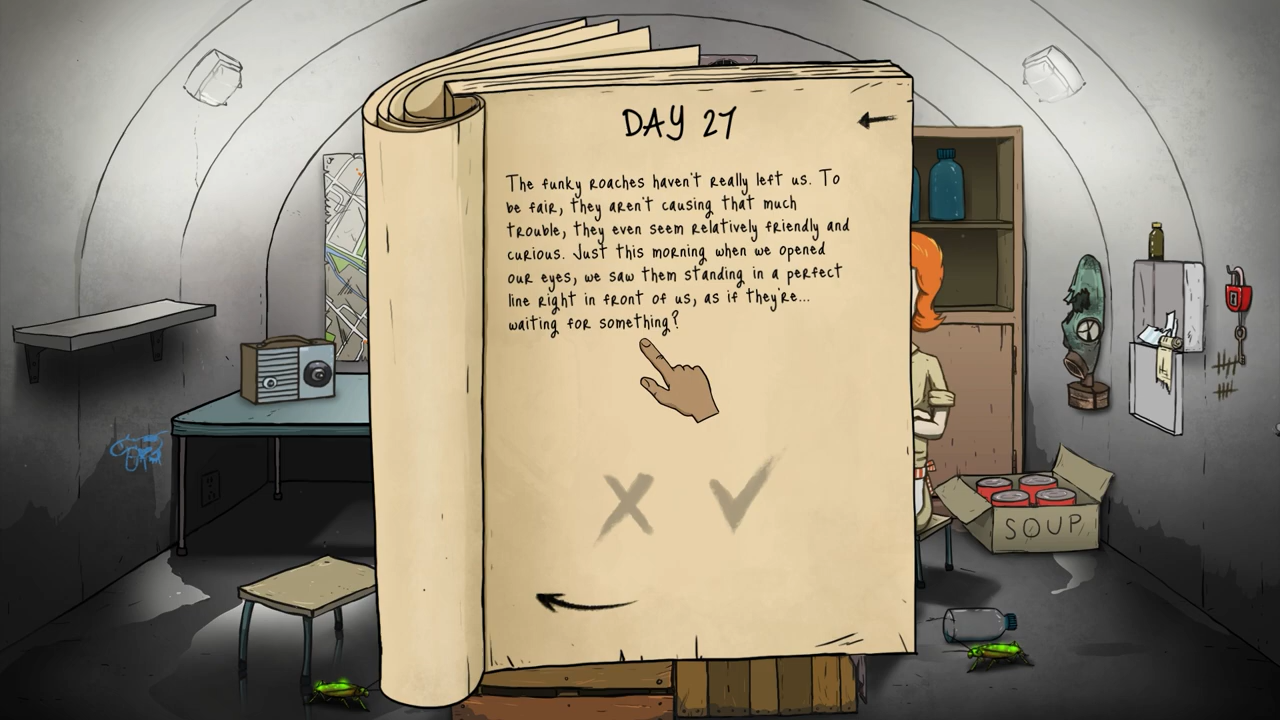 DAY 27
The funky roaches haven't really left us. To
be fair, they aren't causing that much
trouble, they even seem relatively friendly and
curious. Just this morning when we opened
our eyes, we saw them standing in a perfect
line right in front of us, as if they're...
waiting for something?
SOUP